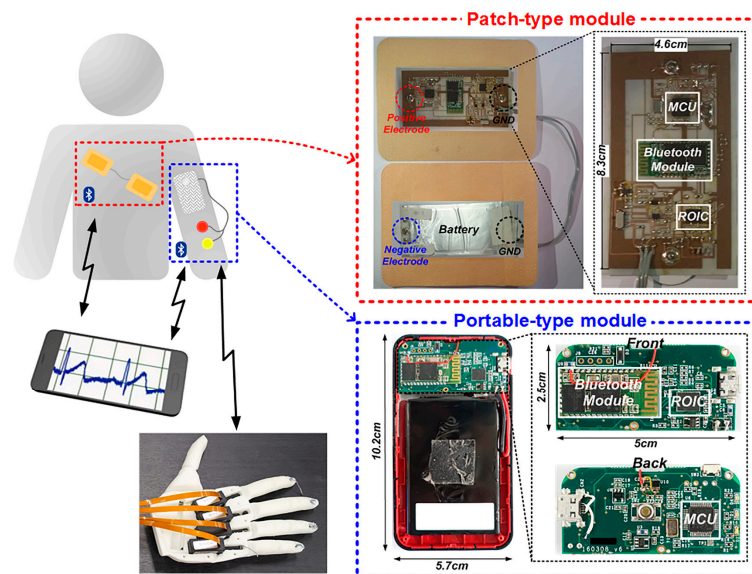 Patch-type module
Positive
Electrode
GND
Battery
Negative
Electrode
GND
4.6cm
8.3cm
MCU
Bluetooth
Module
ROIC
Portable-type module
10.2cm
5.7cm
Front
2.5cm
Bluetooth
Module
ROIC
5cm
Back
MCU
160308_v6